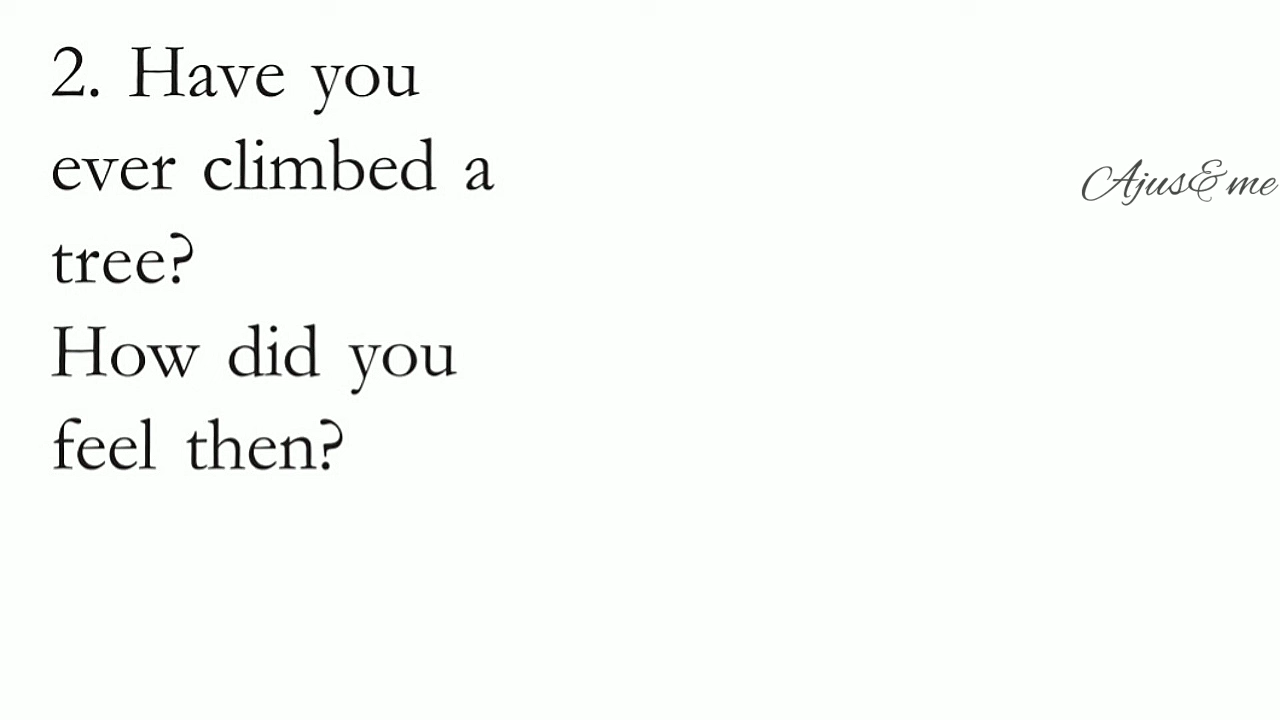 2. Have you
ever climbed a
tree?
How did you
feel then?
Ajus& me